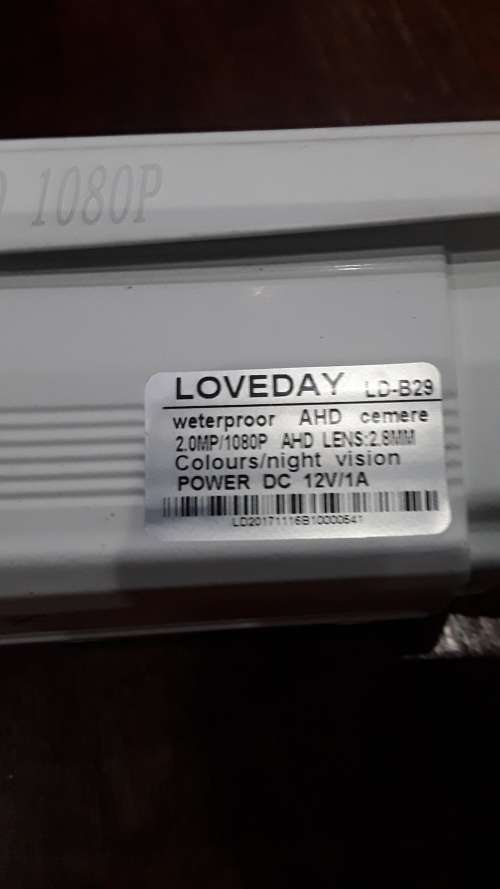 1080P
LOVEDAY LD-B29
weterproor AHD cemere
2.0MP/1080P AHD LENS:2.8MM
Colours/night vision
POWER DC 12V/1A
LD20171116B10000541